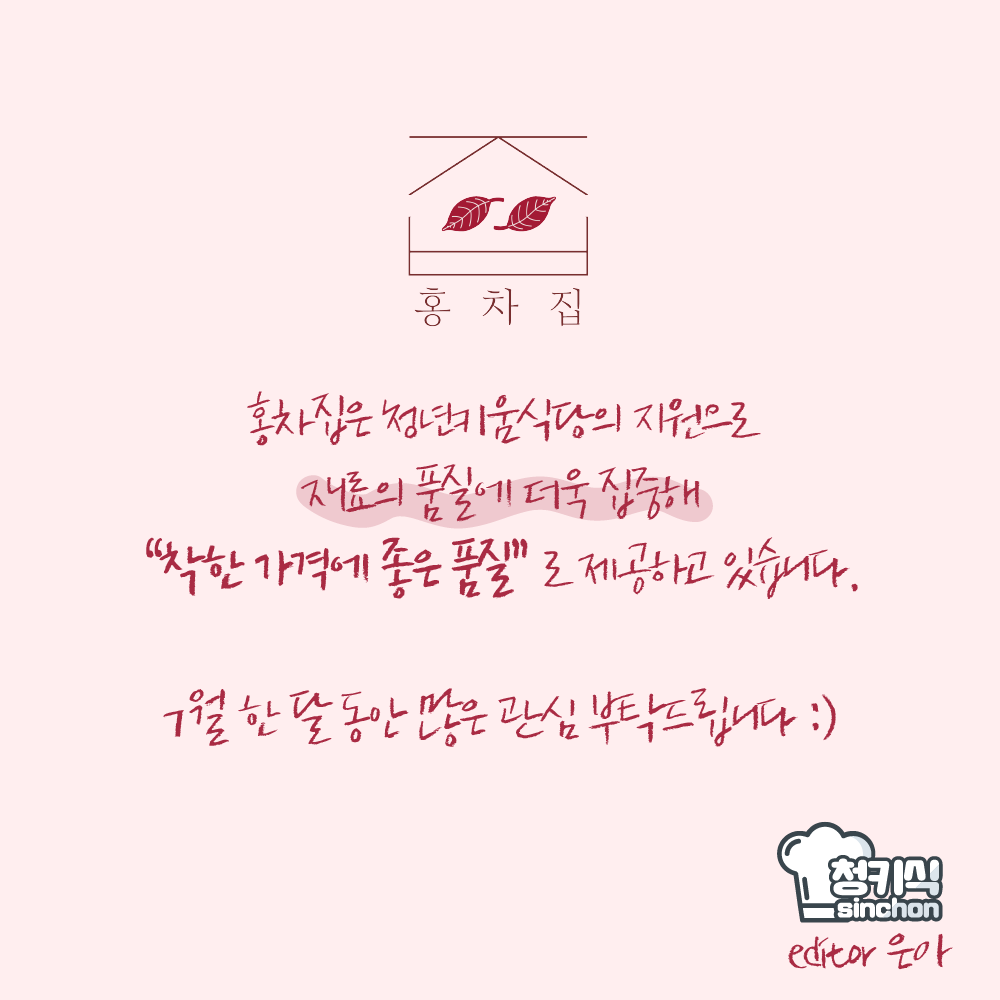 홍차집
홍차집은 청년키움식당의 지원으로
재료의 품질에 더욱 집중해
“착한 가격에 좋은 품질”로 제공하고 있습니다.
7월 한 달 동안 많은 관심 부탁드립니다 :)
청키식
sinchon
editor 은아